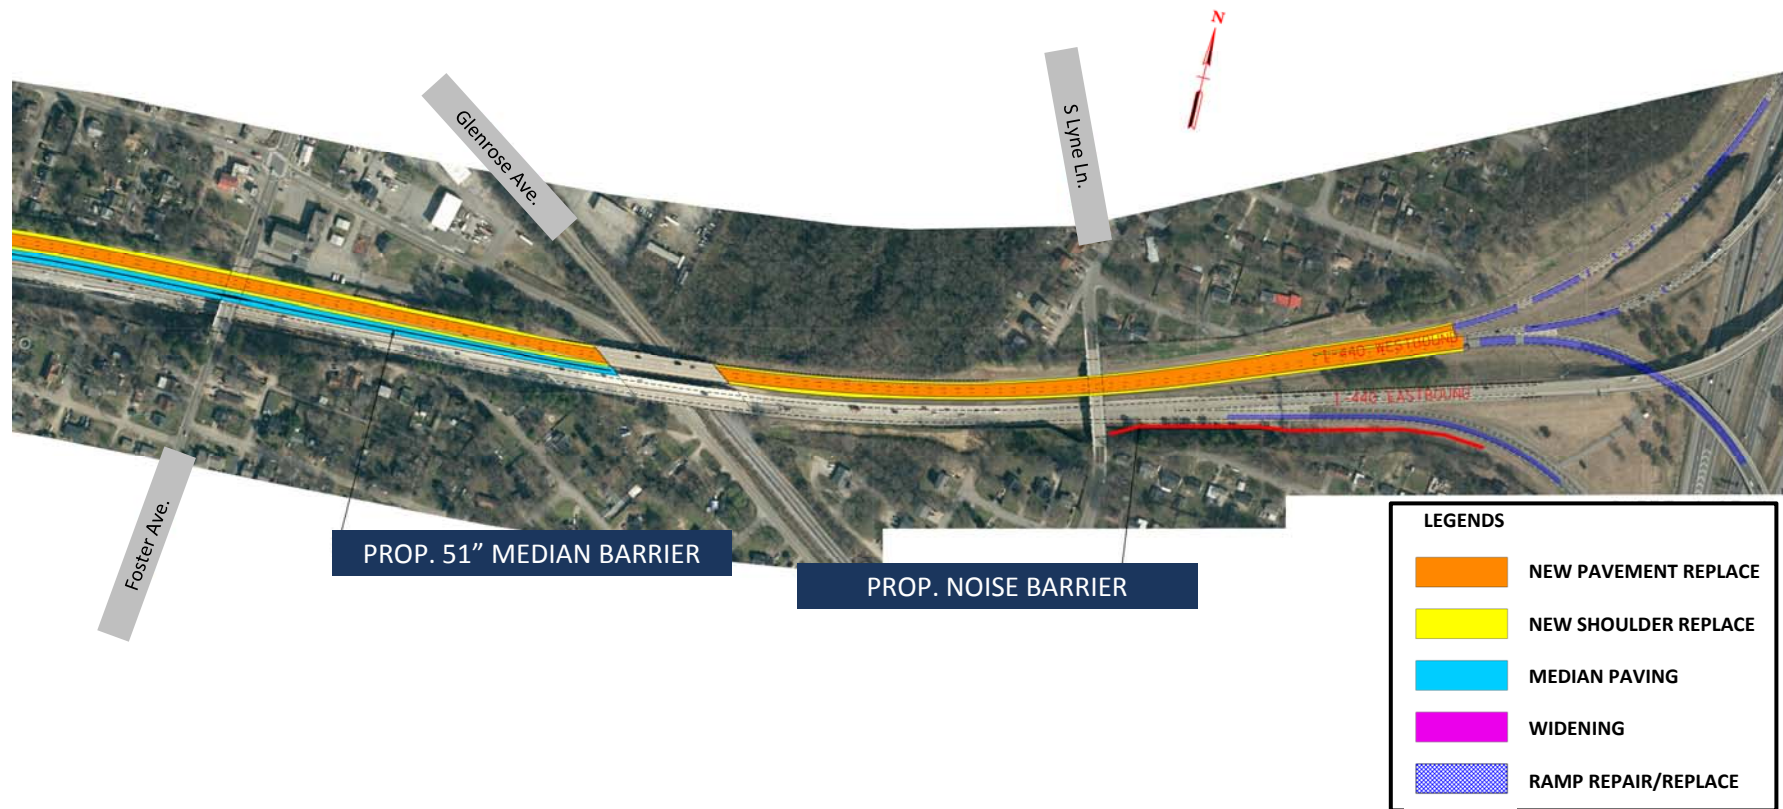 N
Glenrose Ave.
S Lyne Ln.
I-440 WESTBOUND
I-440 EASTBOUND
Foster Ave.
PROP. 51” MEDIAN BARRIER
PROP. NOISE BARRIER
LEGENDS
NEW PAVEMENT REPLACE
NEW SHOULDER REPLACE
MEDIAN PAVING
WIDENING
RAMP REPAIR/REPLACE